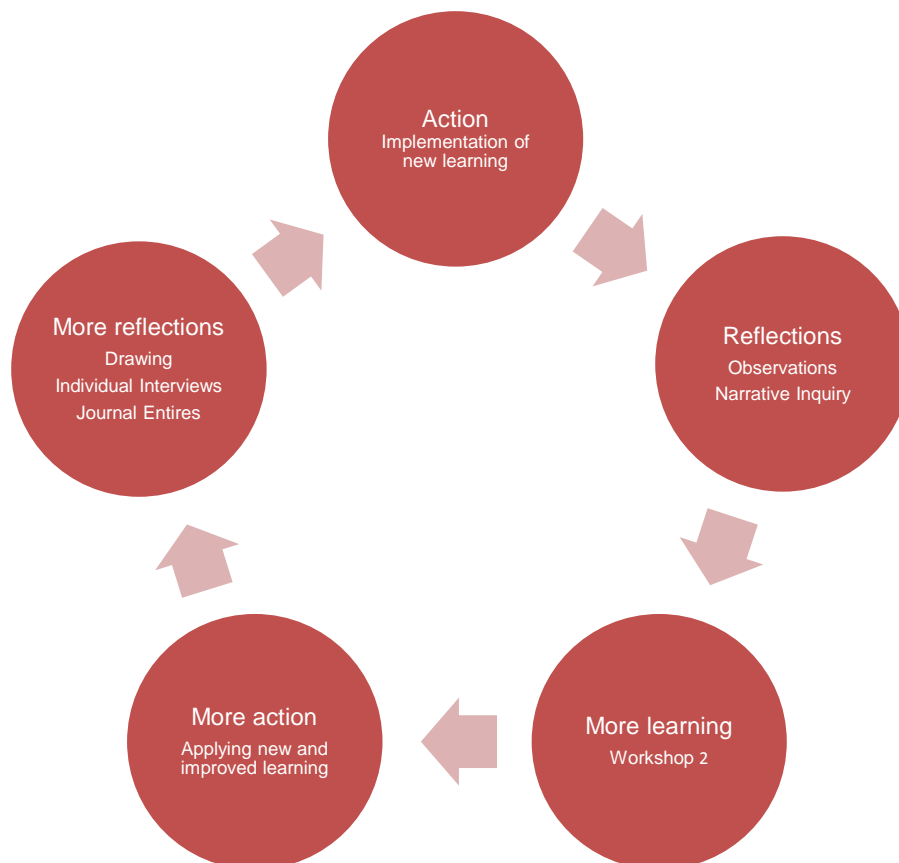 Action
Implementation of
new learning
Reflections
Observations
Narrative Inquiry
More learning
Workshop 2
More action
Applying new and
improved learning
More reflections
Drawing
Individual Interviews
Journal Entires